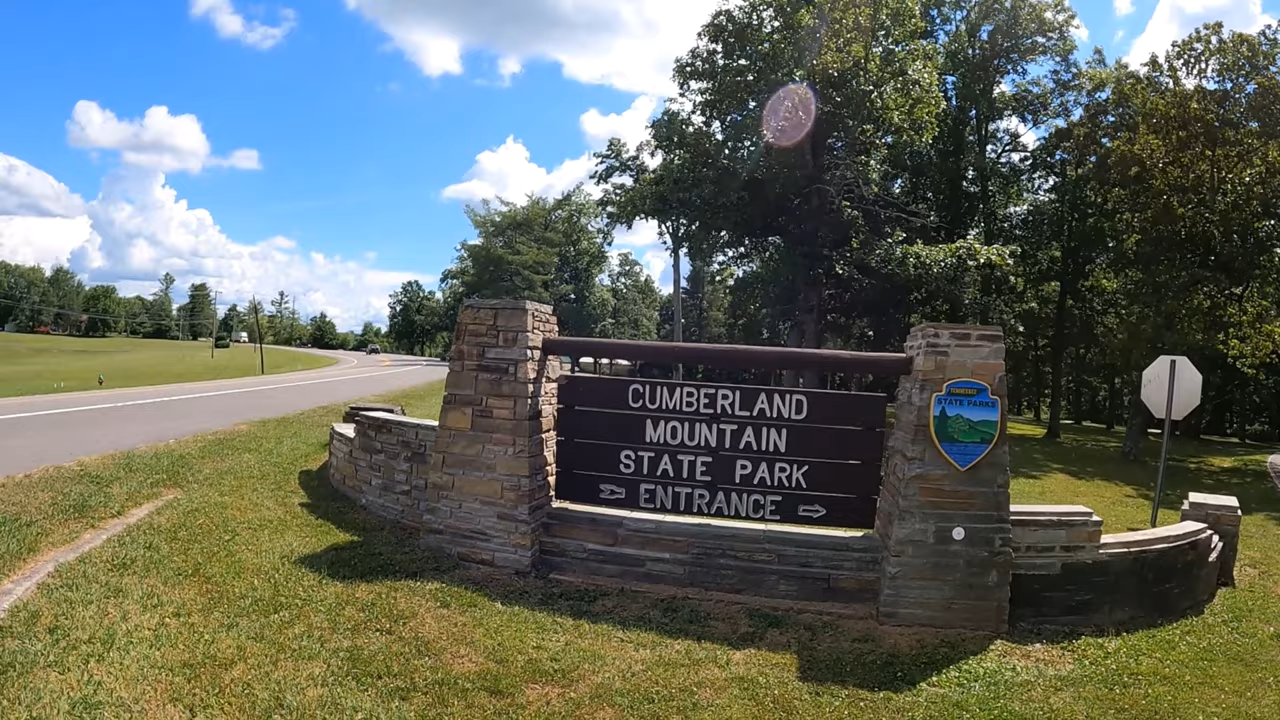 CUMBERLAND
MOUNTAIN
STATE PARK
ENTRANCE
TENNESSEE
STATE PARKS